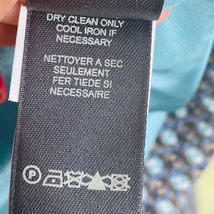 DRY CLEAN ONLY
COOL IRON IF
NECESSARY
NETTOYER A SEC
SEULEMENT
FER TIEDE SI
NECESSAIRE
P